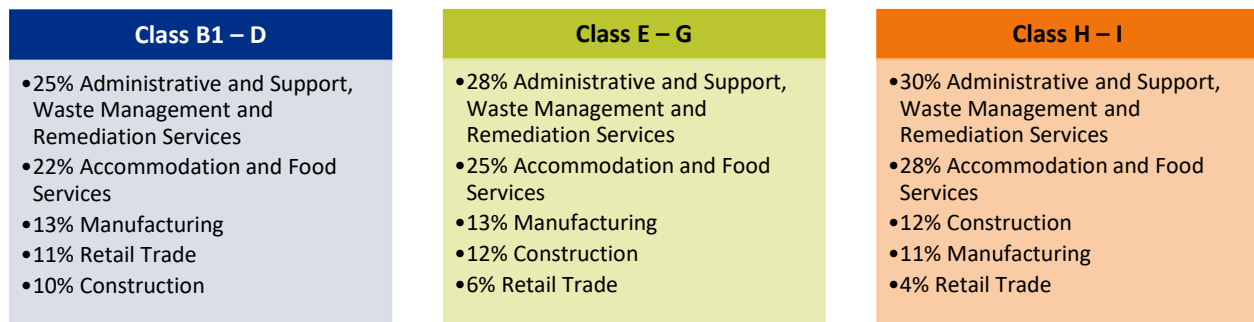 Class B1 – D
•25% Administrative and Support,
Waste Management and
Remediation Services
•22% Accommodation and Food
Services
•13% Manufacturing
•11% Retail Trade
•10% Construction
Class E – G
•28% Administrative and Support,
Waste Management and
Remediation Services
•25% Accommodation and Food
Services
•13% Manufacturing
•12% Construction
•6% Retail Trade
Class H – I
•30% Administrative and Support,
Waste Management and
Remediation Services
•28% Accommodation and Food
Services
•12% Construction
•11% Manufacturing
•4% Retail Trade